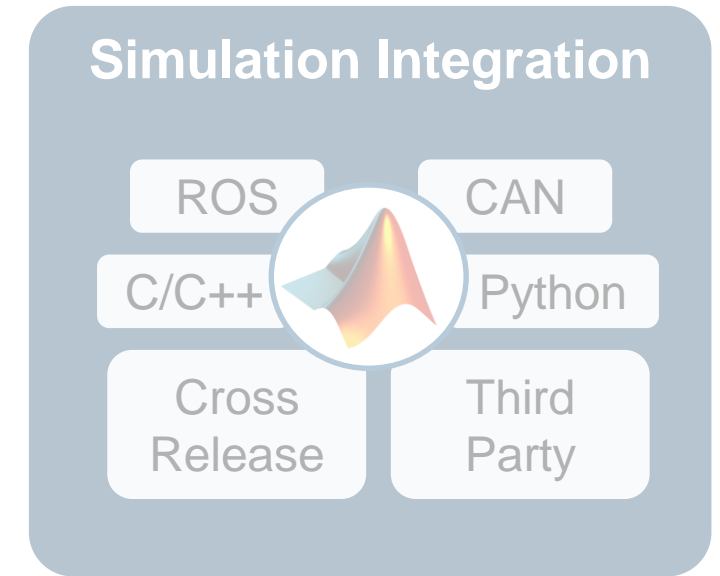 Simulation Integration
ROS
CAN
C/C++
Python
Cross
Release
Third
Party